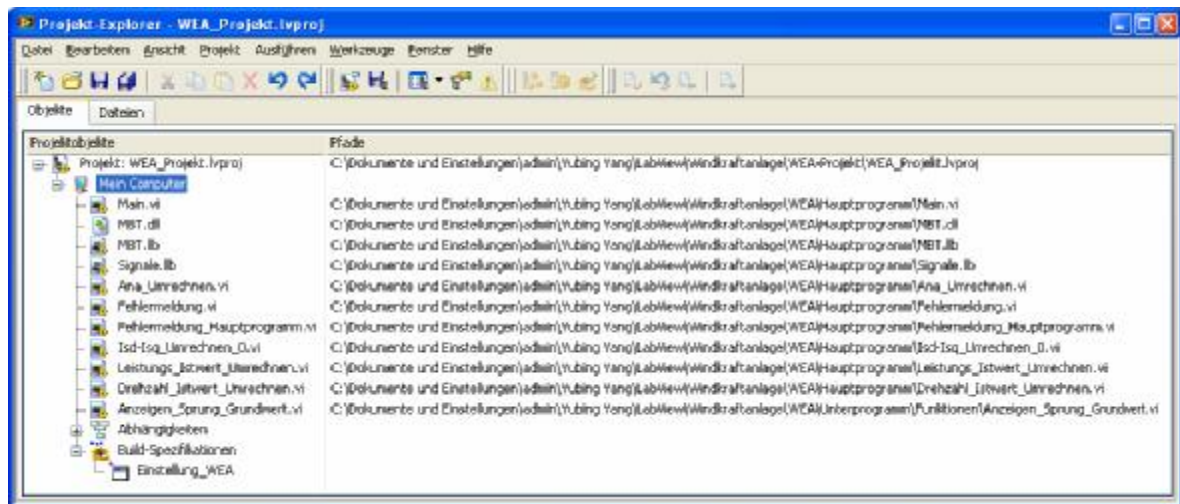 Projekt-Explorer - WEA_Projekt.lvproj
Datei Bearbeiten Ansicht Projekt Ausführen Werkzeuge Fenster Hilfe
Objekte Dateien
Projektobjekte Pfade
Projekt: WEA_Projekt.lvproj C:\Dokumente und Einstellungen\admin\Yubing Yang\LabView\Windkraftanlage\WEA-Projekt\WEA_Projekt.lvproj
Mein Computer
Main.vi C:\Dokumente und Einstellungen\admin\Yubing Yang\LabView\Windkraftanlage\WEA\Hauptprogramm\Main.vi
MBT.dll C:\Dokumente und Einstellungen\admin\Yubing Yang\LabView\Windkraftanlage\WEA\Hauptprogramm\MBT.dll
MBT.llb C:\Dokumente und Einstellungen\admin\Yubing Yang\LabView\Windkraftanlage\WEA\Hauptprogramm\MBT.llb
Signale.llb C:\Dokumente und Einstellungen\admin\Yubing Yang\LabView\Windkraftanlage\WEA\Hauptprogramm\Signale.llb
Ana_Umrechnen.vi C:\Dokumente und Einstellungen\admin\Yubing Yang\LabView\Windkraftanlage\WEA\Hauptprogramm\Ana_Umrechnen.vi
Fehlermeldung.vi C:\Dokumente und Einstellungen\admin\Yubing Yang\LabView\Windkraftanlage\WEA\Hauptprogramm\Fehlermeldung.vi
Fehlermeldung_Hauptprogramm.vi C:\Dokumente und Einstellungen\admin\Yubing Yang\LabView\Windkraftanlage\WEA\Hauptprogramm\Fehlermeldung_Hauptprogramm.vi
Isd-Isq_Umrechnen_0.vi C:\Dokumente und Einstellungen\admin\Yubing Yang\LabView\Windkraftanlage\WEA\Hauptprogramm\Isd-Isq_Umrechnen_0.vi
Leistungs_Istwert_Umrechnen.vi C:\Dokumente und Einstellungen\admin\Yubing Yang\LabView\Windkraftanlage\WEA\Hauptprogramm\Leistungs_Istwert_Umrechnen.vi
Drehzahl_Istwert_Umrechnen.vi C:\Dokumente und Einstellungen\admin\Yubing Yang\LabView\Windkraftanlage\WEA\Hauptprogramm\Drehzahl_Istwert_Umrechnen.vi
Anzeigen_Sprung_Grundwert.vi C:\Dokumente und Einstellungen\admin\Yubing Yang\LabView\Windkraftanlage\WEA\Unterprogramm\Funktionen\Anzeigen_Sprung_Grundwert.vi
Abhängigkeiten
Build-Spezifikationen
Einstellung_WEA